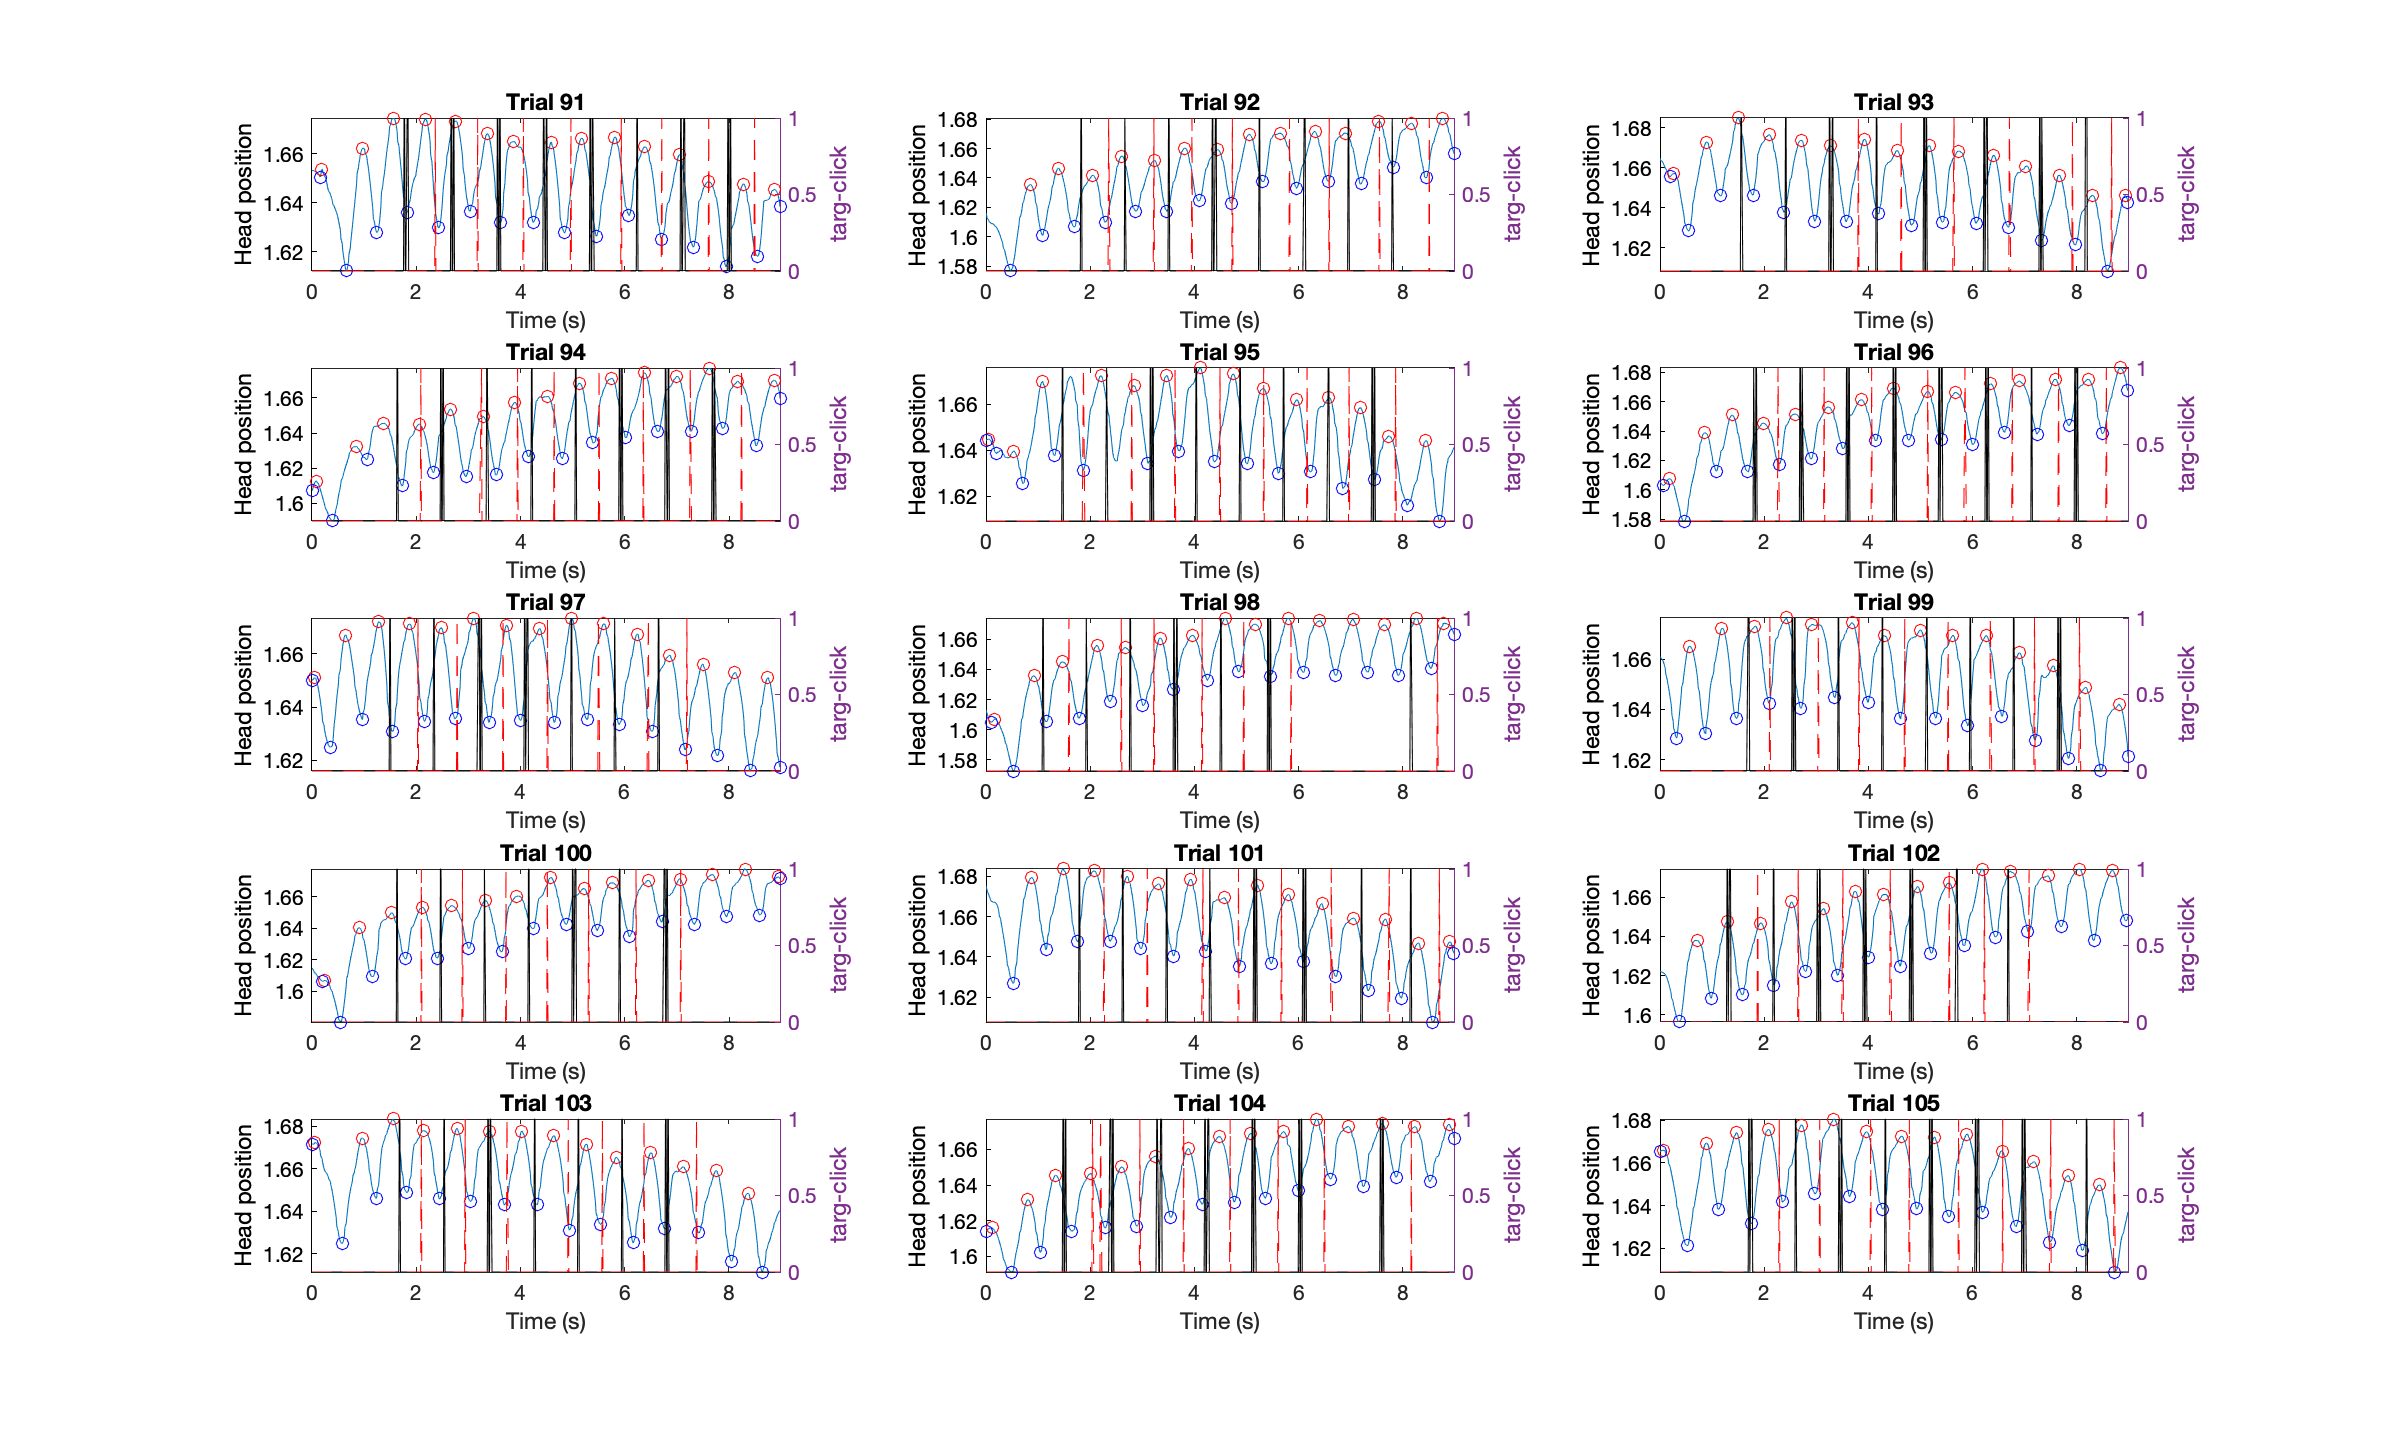 Trial 91
Head position
1.66
1.64
1.62
0 2 4 6 8
Time (s)
1
0.5
0
targ-click
Trial 92
Head position
1.68
1.66
1.64
1.62
1.6
1.58
0 2 4 6 8
Time (s)
1
0.5
0
targ-click
Trial 93
Head position
1.68
1.66
1.64
1.62
0 2 4 6 8
Time (s)
1
0.5
0
targ-click
Trial 94
Head position
1.66
1.64
1.62
1.6
0 2 4 6 8
Time (s)
1
0.5
0
targ-click
Trial 95
Head position
1.66
1.64
1.62
0 2 4 6 8
Time (s)
1
0.5
0
targ-click
Trial 96
Head position
1.68
1.66
1.64
1.62
1.6
1.58
0 2 4 6 8
Time (s)
1
0.5
0
targ-click
Trial 97
Head position
1.66
1.64
1.62
0 2 4 6 8
Time (s)
1
0.5
0
targ-click
Trial 98
Head position
1.66
1.64
1.62
1.6
1.58
0 2 4 6 8
Time (s)
1
0.5
0
targ-click
Trial 99
Head position
1.66
1.64
1.62
0 2 4 6 8
Time (s)
1
0.5
0
targ-click
Trial 100
Head position
1.66
1.64
1.62
1.6
0 2 4 6 8
Time (s)
1
0.5
0
targ-click
Trial 101
Head position
1.68
1.66
1.64
1.62
0 2 4 6 8
Time (s)
1
0.5
0
targ-click
Trial 102
Head position
1.66
1.64
1.62
1.6
0 2 4 6 8
Time (s)
1
0.5
0
targ-click
Trial 103
Head position
1.68
1.66
1.64
1.62
0 2 4 6 8
Time (s)
1
0.5
0
targ-click
Trial 104
Head position
1.66
1.64
1.62
1.6
0 2 4 6 8
Time (s)
1
0.5
0
targ-click
Trial 105
Head position
1.68
1.66
1.64
1.62
0 2 4 6 8
Time (s)
1
0.5
0
targ-click